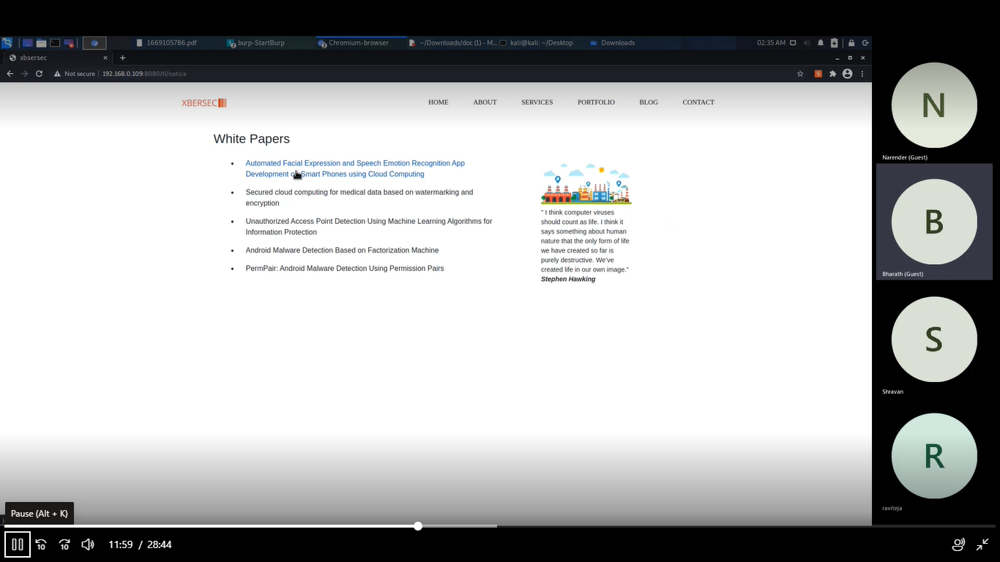 1669105786.pdf
burp-StartBurp
Chromium-browser
~/Downloads/doc (1) - M...
kali@kali: ~/Desktop
Downloads
02:35 AM
xbsersec
Not secure
192.168.0.109:8080/tl/notice
XBERSEC
HOME
ABOUT
SERVICES
PORTFOLIO
BLOG
CONTACT
White Papers
Automated Facial Expression and Speech Emotion Recognition App
Development on Smart Phones using Cloud Computing
Secured cloud computing for medical data based on watermarking and
encryption
Unauthorized Access Point Detection Using Machine Learning Algorithms for
Information Protection
Android Malware Detection Based on Factorization Machine
PermPair: Android Malware Detection Using Permission Pairs
" I think computer viruses
should count as life. I think it
says something about human
nature that the only form of life
we have created so far is
purely destructive. We've
created life in our own image."
Stephen Hawking
N
Narender (Guest)
B
Bharath (Guest)
S
Shravan
R
raviteja
Pause (Alt + K)
10
10
11:59 / 28:44